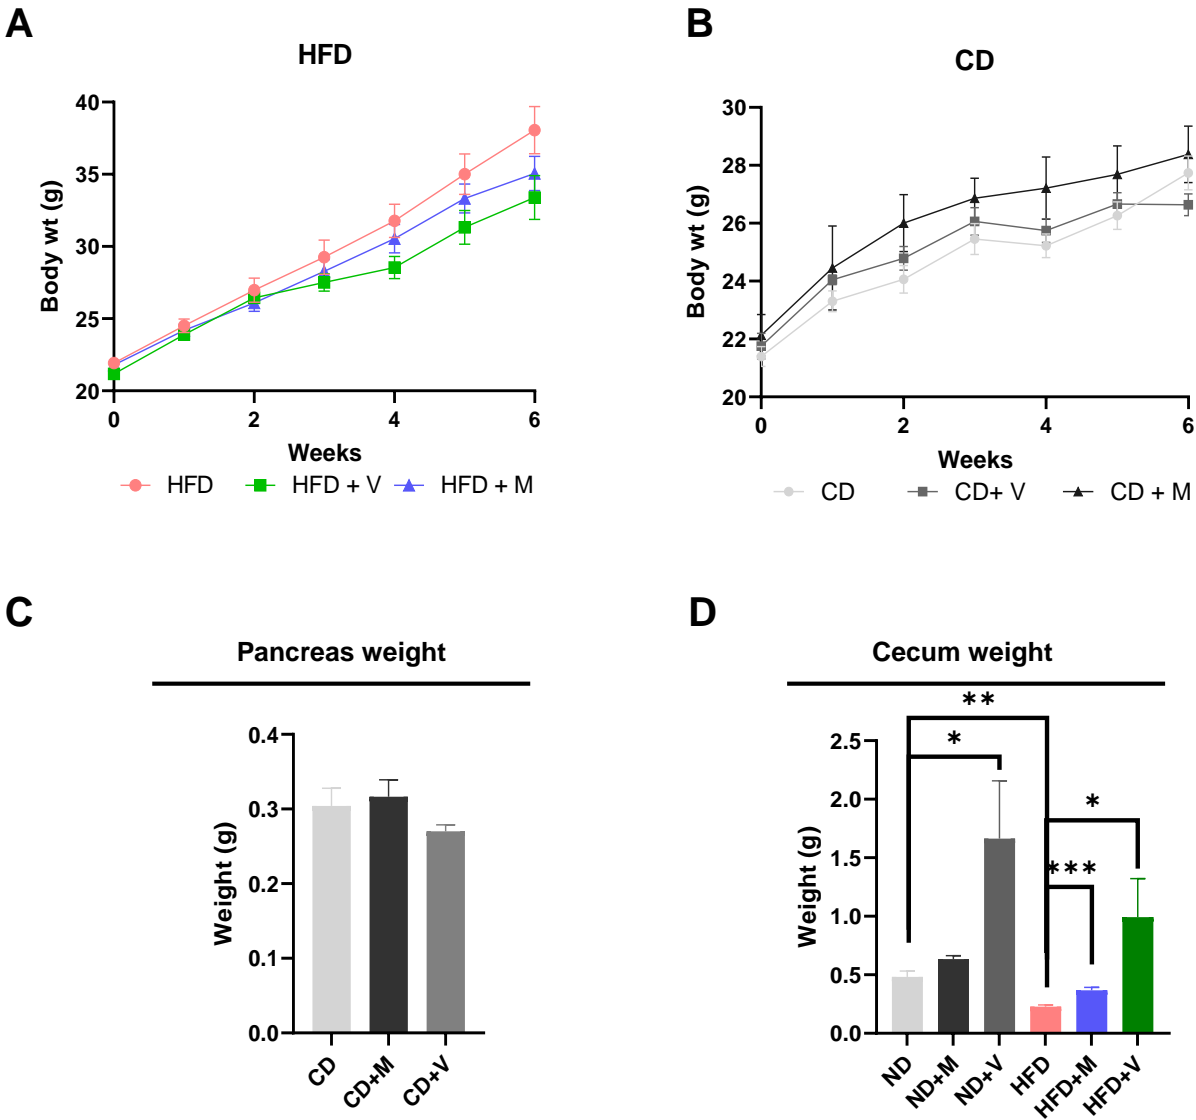 A
HFD
Body wt (g)
40
35
30
25
20
0
2
4
6
Weeks
HFD
HFD + V
HFD + M
B
CD
Body wt (g)
30
28
26
24
22
20
0
2
4
6
Weeks
CD
CD+ V
CD + M
C
Pancreas weight
Weight (g)
0.4
0.3
0.2
0.1
0.0
CD
CD+M
CD+V
D
Cecum weight
**
*
*
***
Weight (g)
2.5
2.0
1.5
1.0
0.5
0.0
ND
ND+M
ND+V
HFD
HFD+M
HFD+V